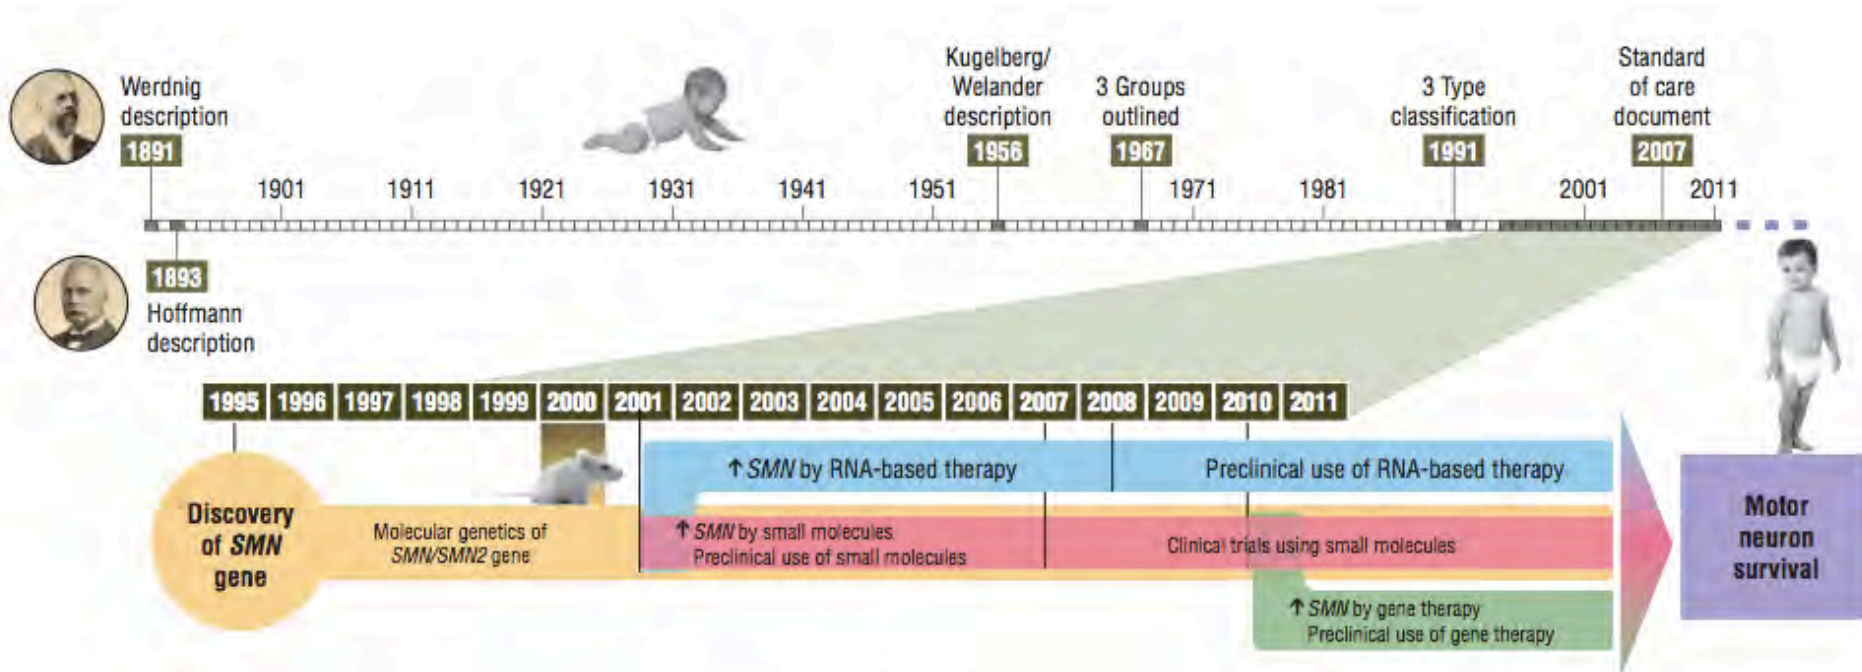 Werdnig
description
1891
Kugelberg/
Welander
description
1956
3 Groups
outlined
1967
3 Type
classification
1991
Standard
of care
document
2007
1901 1911 1921 1931 1941 1951 1971 1981 2001 2011
1893
Hoffmann
description
1995 1996 1997 1998 1999 2000 2001 2002 2003 2004 2005 2006 2007 2008 2009 2010 2011
↑ SMN by RNA-based therapy
Preclinical use of RNA-based therapy
Discovery
of SMN
gene
Molecular genetics of
SMN/SMN2 gene
↑ SMN by small molecules
Preclinical use of small molecules
Clinical trials using small molecules
↑ SMN by gene therapy
Preclinical use of gene therapy
Motor
neuron
survival